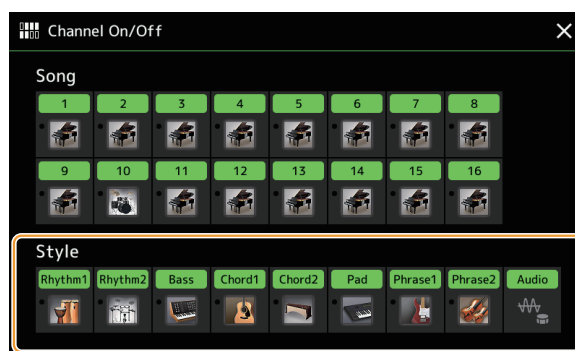 Channel On/Off
Song
1 2 3 4 5 6 7 8
9 10 11 12 13 14 15 16
Style
Rhythm1 Rhythm2 Bass Chord1 Chord2 Pad Phrase1 Phrase2 Audio